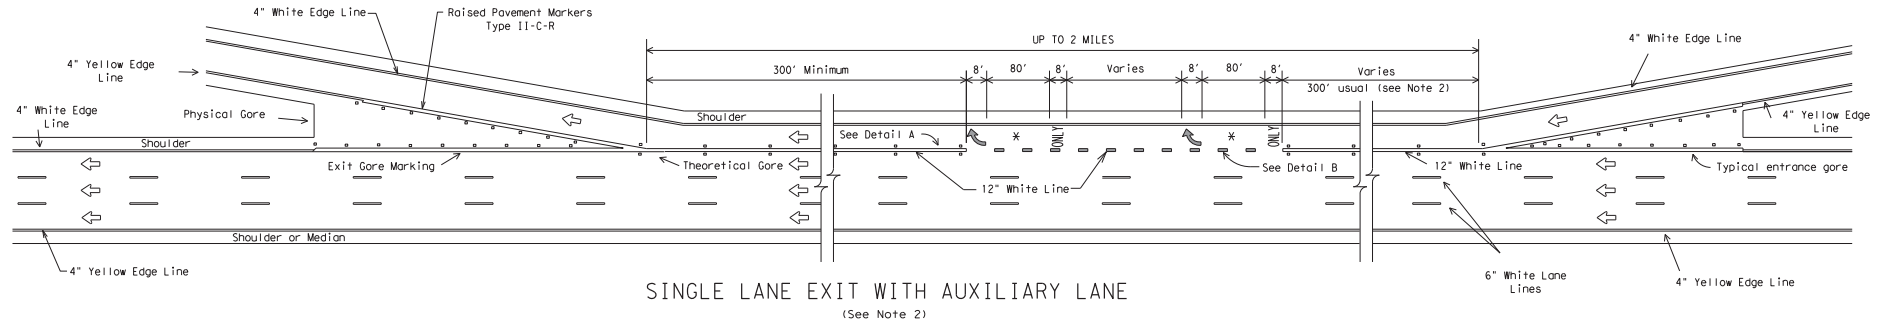 4" White Edge Line
Raised Pavement Markers
Type II-C-R
UP TO 2 MILES
4" White Edge Line
4" Yellow Edge
Line
300' Minimum
8'
80'
8'
Varies
8'
80'
8'
Varies
300' usual (see Note 2)
4" White Edge
Line
Physical Gore
Shoulder
4" Yellow Edge
Line
Shoulder
See Detail A
*
ONLY
*
ONLY
Exit Gore Marking
Theoretical Gore
See Detail B
12" White Line
Typical entrance gore
12" White Line
Shoulder or Median
4" Yellow Edge Line
6" White Lane
Lines
4" Yellow Edge Line
SINGLE LANE EXIT WITH AUXILIARY LANE
(See Note 2)